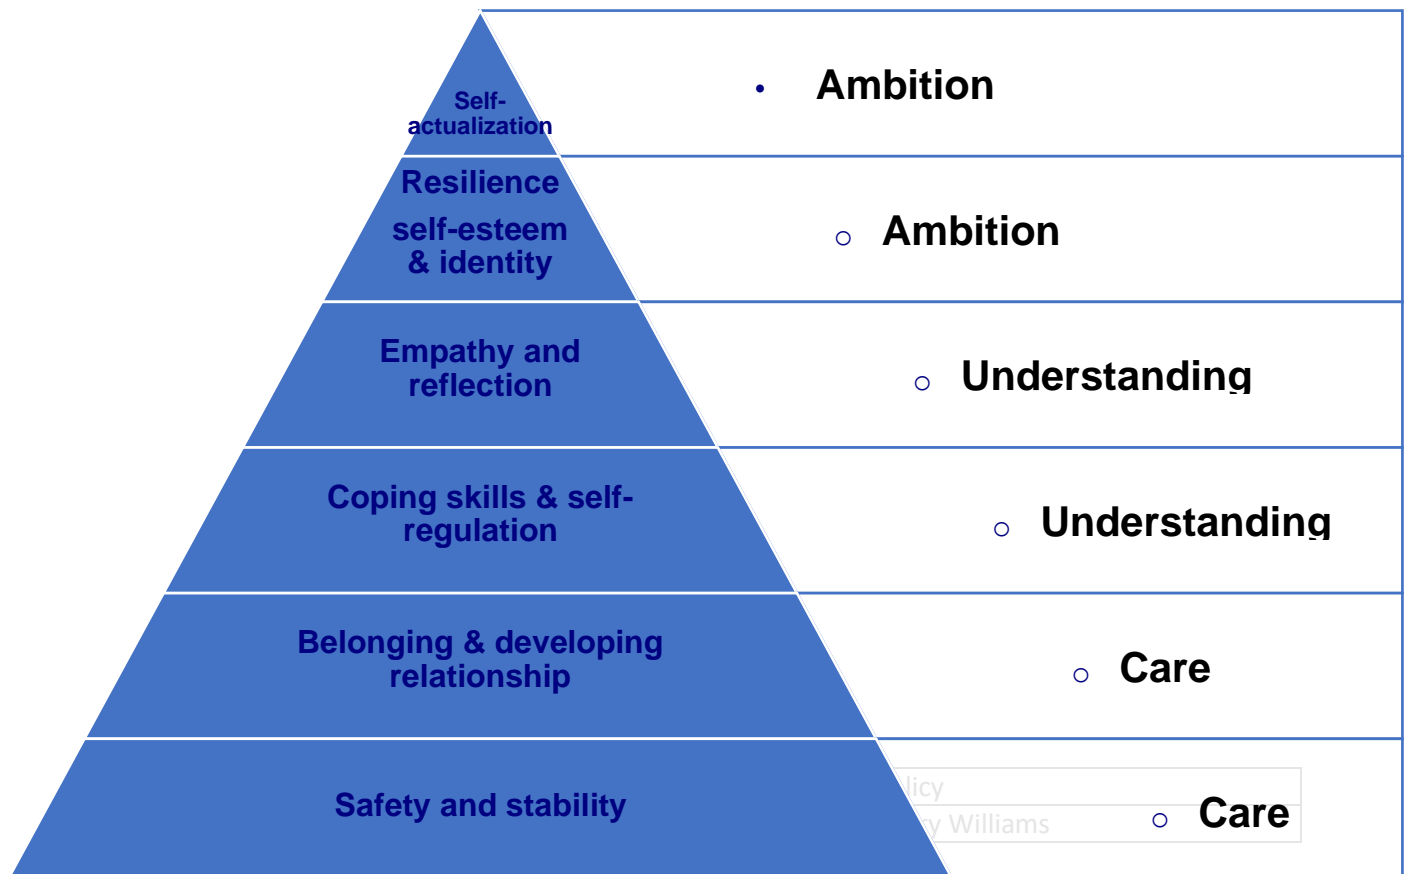 Self-
actualization
• Ambition
Resilience
self-esteem
& identity
○ Ambition
Empathy and
reflection
○ Understanding
Coping skills & self-
regulation
○ Understanding
Belonging & developing
relationship
○ Care
Safety and stability
○ Care
Williams